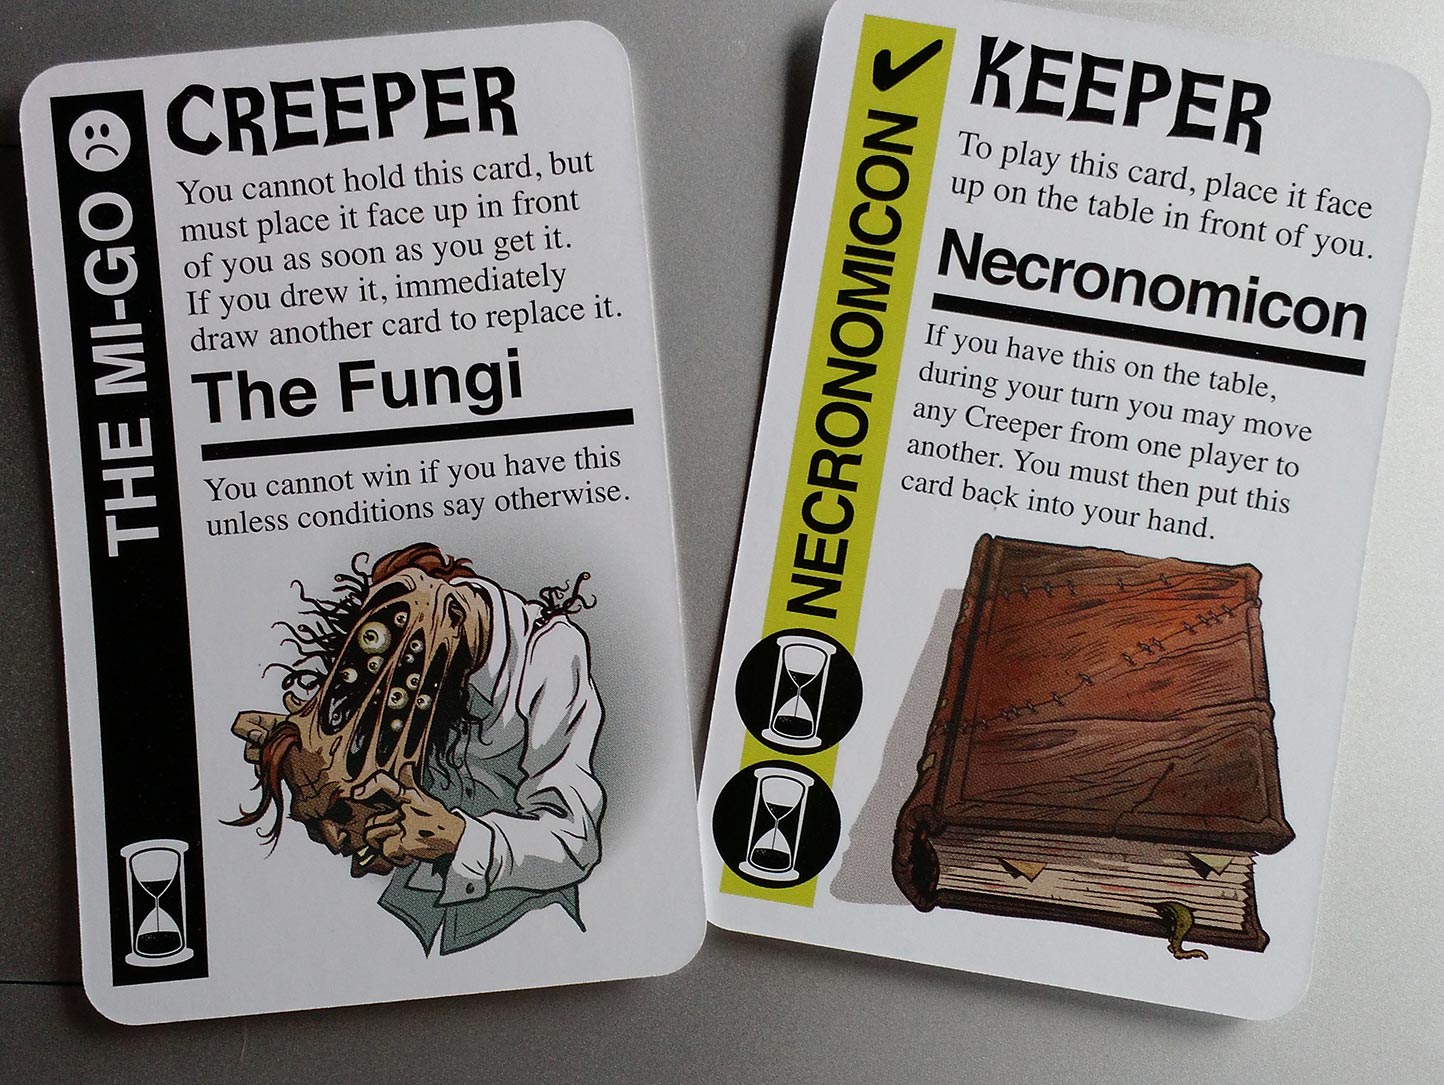 THE MI-GO
CREEPER
You cannot hold this card, but
must place it face up in front
of you as soon as you get it.
If you drew it, immediately
draw another card to replace it.
The Fungi
You cannot win if you have this
unless conditions say otherwise.
NECRONOMICON
KEEPER
To play this card, place it face
up on the table in front of you.
Necronomicon
If you have this on the table,
during your turn you may move
any Creeper from one player to
another. You must then put this
card back into your hand.